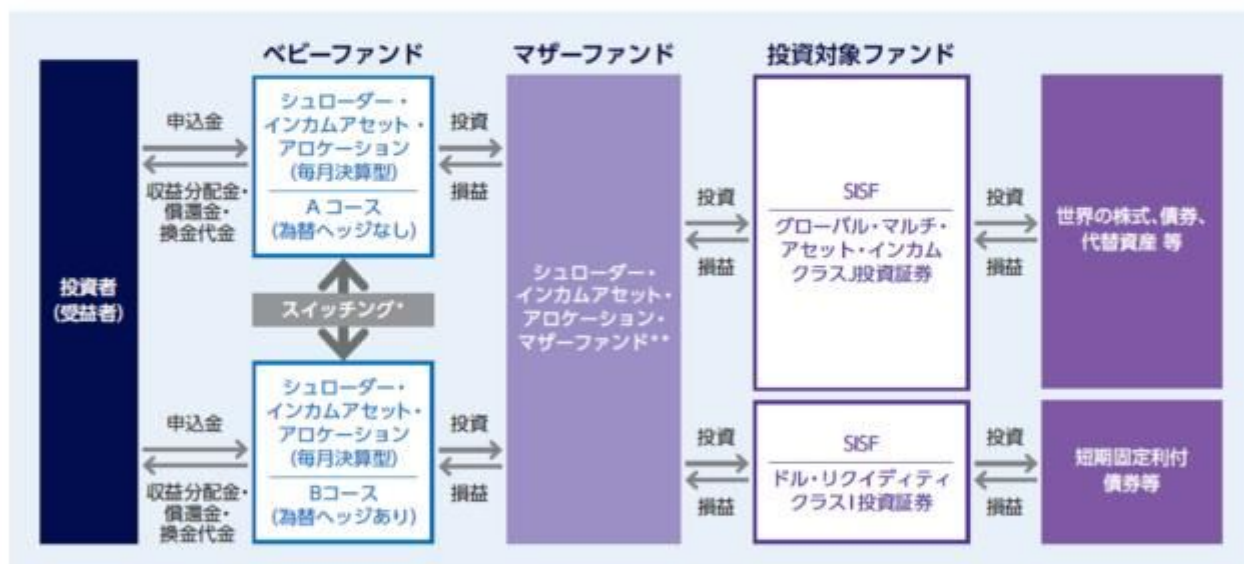 ベビーファンド
マザーファンド
投資対象ファンド
投資者
(受益者)
申込金
収益分配金・
償還金・
換金代金
シュローダー・
インカムアセット・
アロケーション
(毎月決算型)
Aコース
(為替ヘッジなし)
投資
損益
スイッチング*
申込金
収益分配金・
償還金・
換金代金
シュローダー・
インカムアセット・
アロケーション
(毎月決算型)
Bコース
(為替ヘッジあり)
投資
損益
シュローダー・
インカムアセット・
アロケーション・
マザーファンド**
投資
損益
SISF
グローバル・マルチ・
アセット・インカム
クラスJ投資証券
投資
損益
世界の株式、債券、
代替資産 等
投資
損益
SISF
ドル・リクイディティ
クラスI投資証券
投資
損益
短期固定利付
債券等